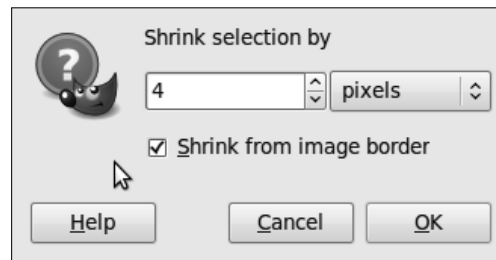 Shrink selection by
4 pixels
Shrink from image border
Help Cancel OK